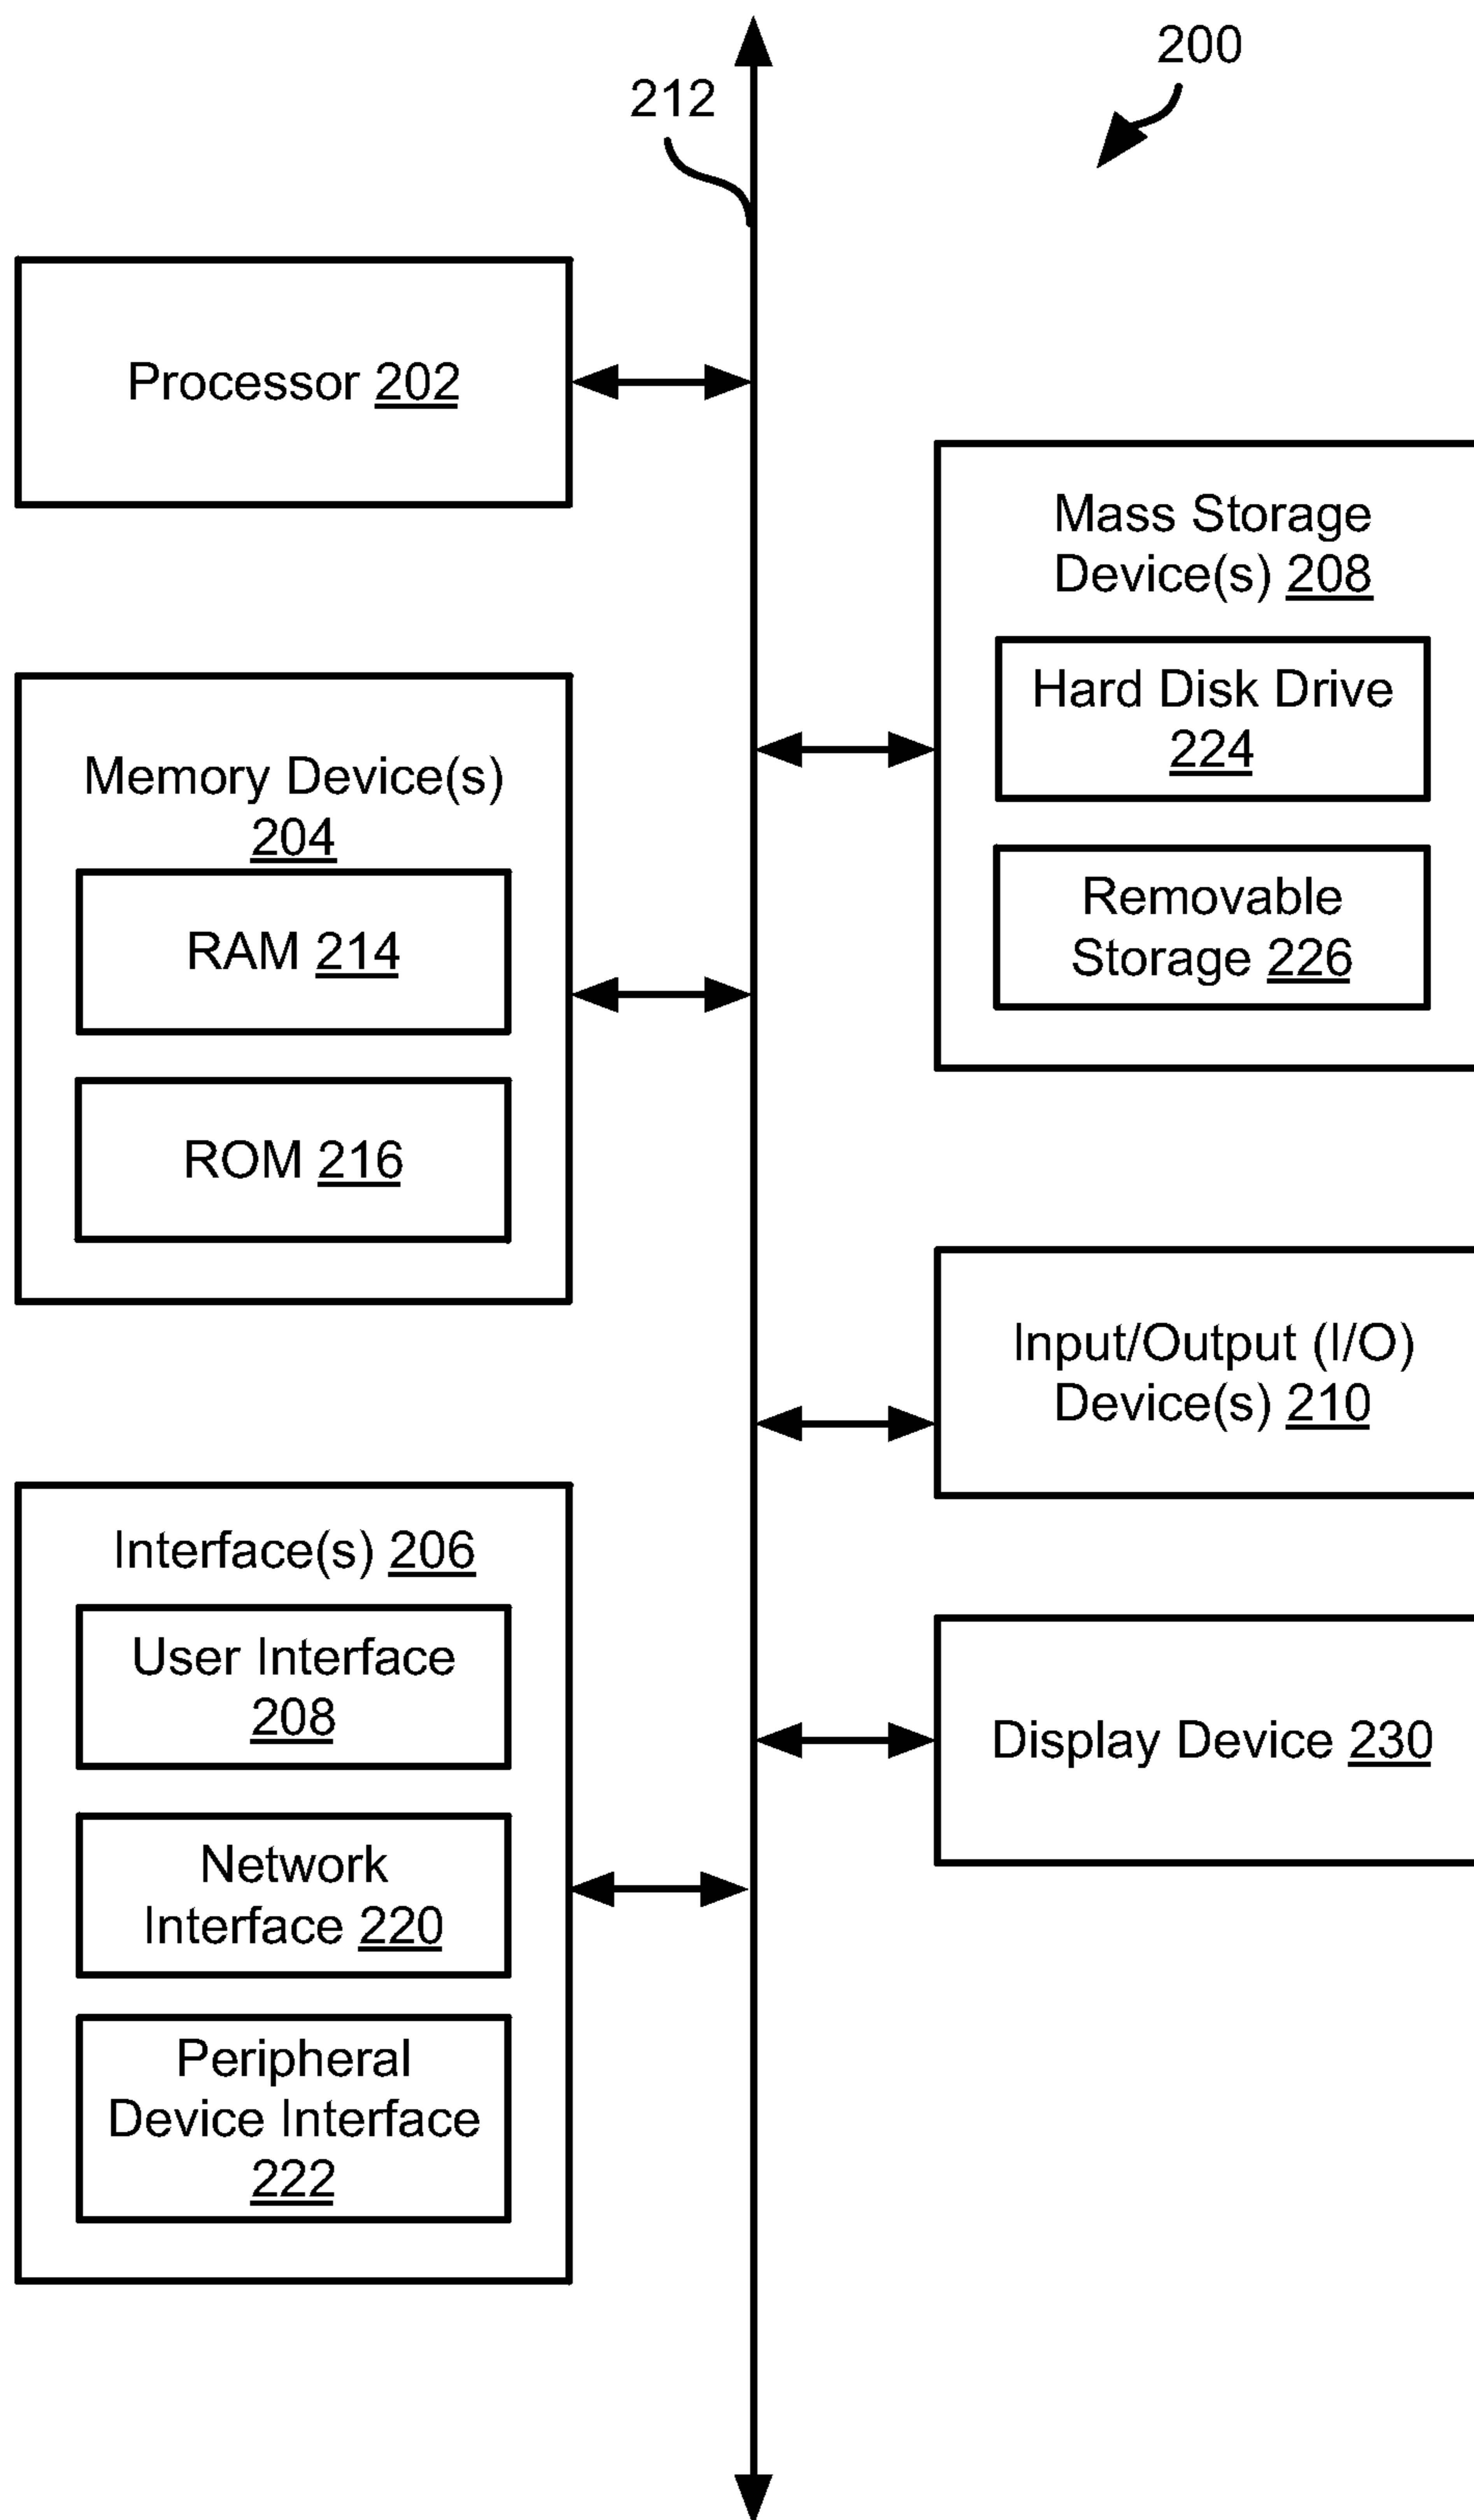 200
212
Processor 202
Mass Storage
Device(s) 208
Hard Disk Drive
224
Removable
Storage 226
Memory Device(s)
204
RAM 214
ROM 216
Input/Output (I/O)
Device(s) 210
Interface(s) 206
User Interface
208
Network
Interface 220
Peripheral
Device Interface
222
Display Device 230